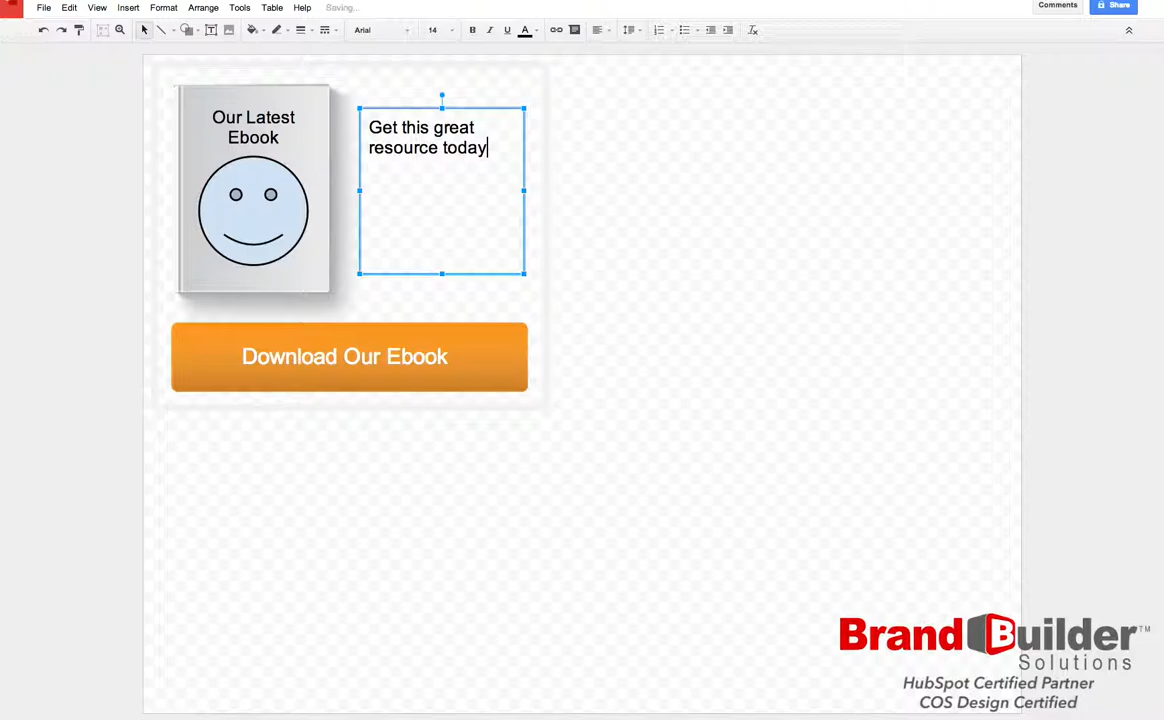 File Edit View Insert Format Arrange Tools Table Help Saving...
Comments
Share
Arial 14 B I U A
Our Latest
Ebook
Get this great
resource today
Download Our Ebook
BrandBuilder™
Solutions
HubSpot Certified Partner
COS Design Certified